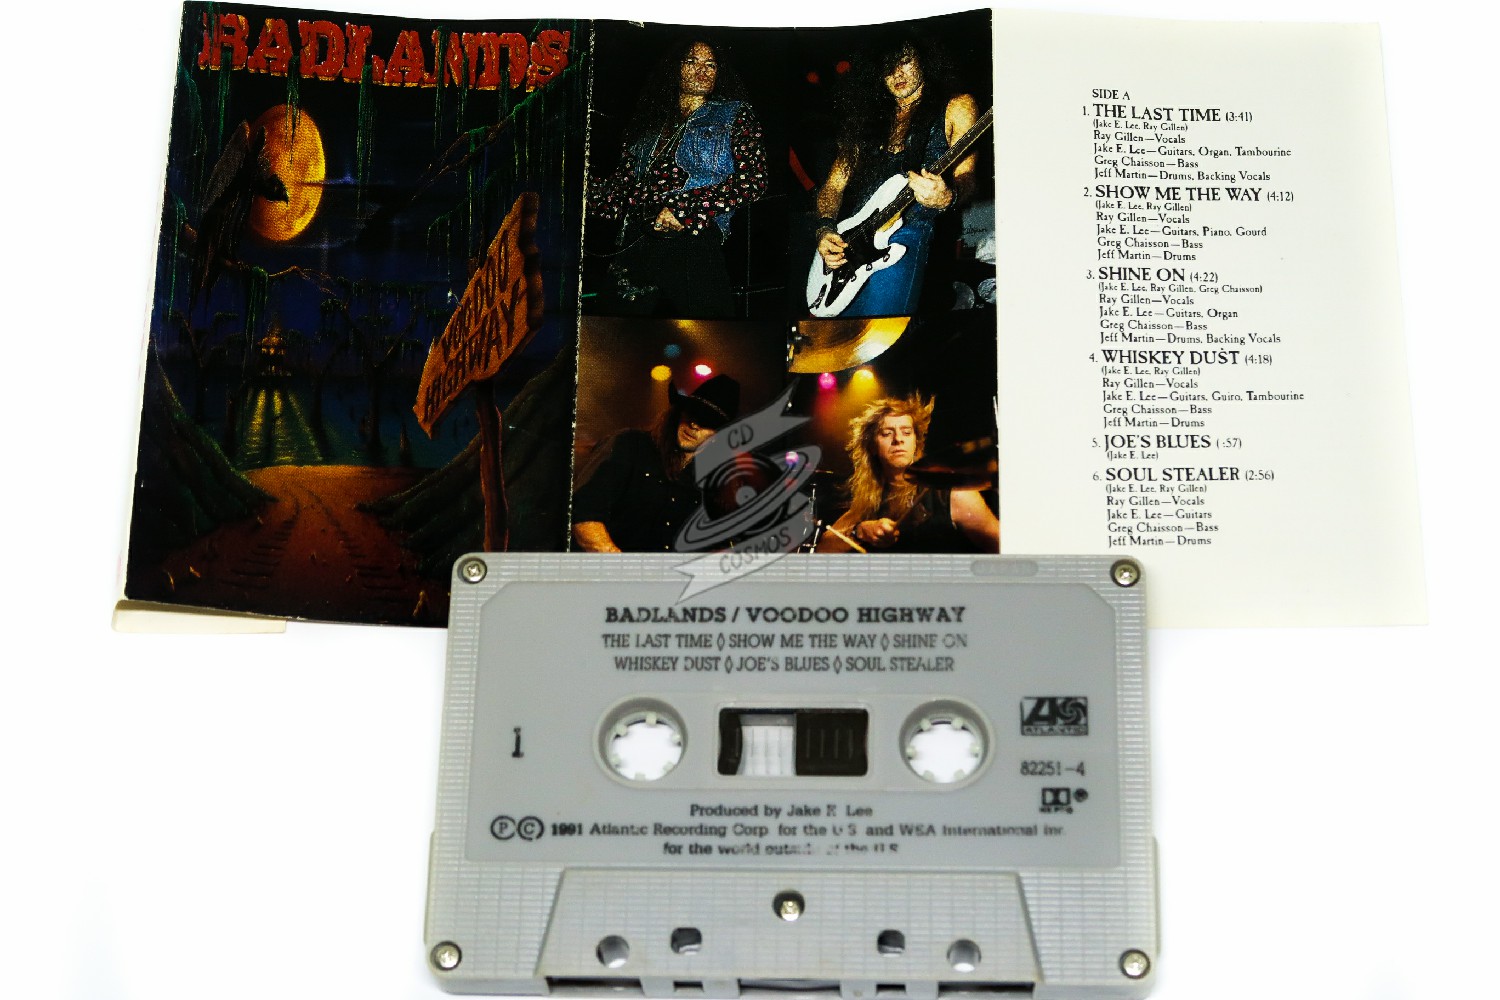 BADLANDS
VOODOO
HIGHWAY
SIDE A
1. THE LAST TIME (3:41)
(Jake E. Lee, Ray Gillen)
Ray Gillen—Vocals
Jake E. Lee—Guitars, Organ, Tambourine
Greg Chaisson—Bass
Jeff Martin—Drums, Backing Vocals
2. SHOW ME THE WAY (4:12)
(Jake E. Lee, Ray Gillen)
Ray Gillen—Vocals
Jake E. Lee—Guitars, Piano, Gourd
Greg Chaisson—Bass
Jeff Martin—Drums
3. SHINE ON (4:22)
(Jake E. Lee, Ray Gillen, Greg Chaisson)
Ray Gillen—Vocals
Jake E. Lee—Guitars, Organ
Greg Chaisson—Bass
Jeff Martin—Drums, Backing Vocals
4. WHISKEY DUST (4:18)
(Jake E. Lee, Ray Gillen)
Ray Gillen—Vocals
Jake E. Lee—Guitars, Guiro, Tambourine
Greg Chaisson—Bass
Jeff Martin—Drums
5. JOE'S BLUES (:57)
(Jake E. Lee)
6. SOUL STEALER (2:56)
(Jake E. Lee, Ray Gillen)
Ray Gillen—Vocals
Jake E. Lee—Guitars
Greg Chaisson—Bass
Jeff Martin—Drums
CD
COSMOS
BADLANDS / VOODOO HIGHWAY
THE LAST TIME ◊ SHOW ME THE WAY ◊ SHINE ON
WHISKEY DUST ◊ JOE'S BLUES ◊ SOUL STEALER
1
ATLANTIC
82251-4
Produced by Jake E Lee
Ⓟ© 1991 Atlantic Recording Corp for the U S and WEA International Inc.
for the world outside of the U.S.